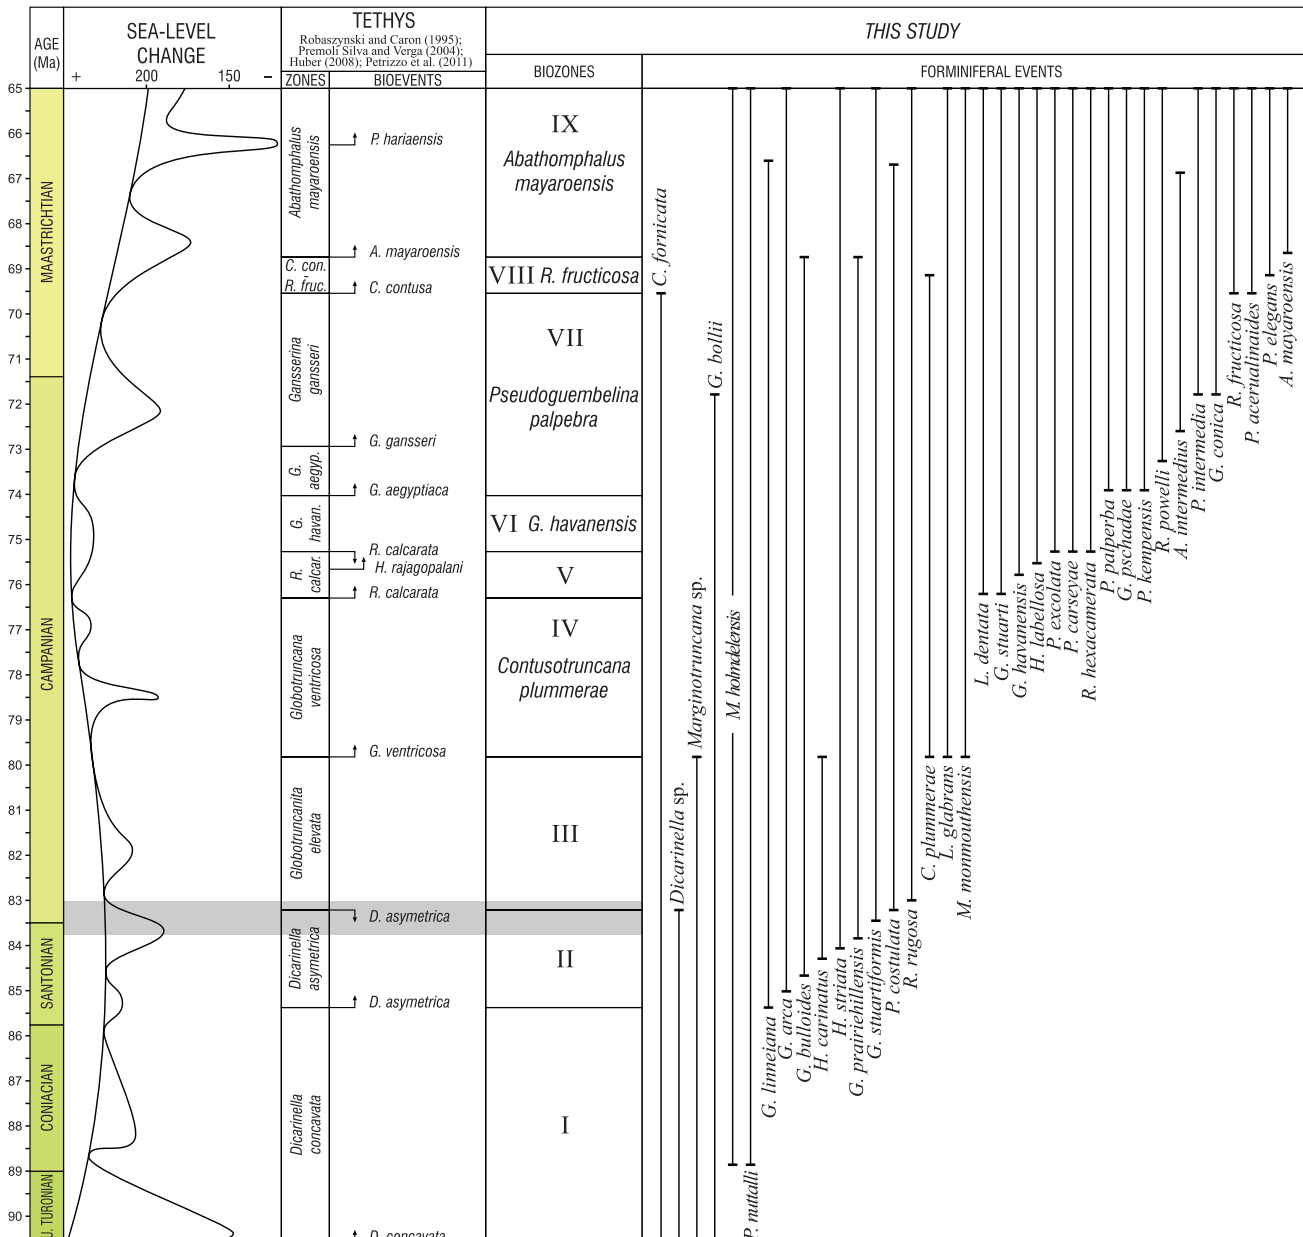 AGE
(Ma)
SEA-LEVEL
CHANGE
+ 200 150 –
TETHYS
Robaszynski and Caron (1995);
Premoli Silva and Verga (2004);
Huber (2008); Petrizzo et al. (2011)
ZONES
BIOEVENTS
THIS STUDY
BIOZONES
FORMINIFERAL EVENTS
65
66
67
68
69
70
71
72
73
74
75
76
77
78
79
80
81
82
83
84
85
86
87
88
89
90
MAASTRICHTIAN
CAMPANIAN
SANTONIAN
CONIACIAN
U. TURONIAN
Abathomphalus
mayaroensis
C. con.
-
R. fruc.
Gansserina
gansseri
G.
aegyp.
G.
havan.
R.
calcar.
Globotruncana
ventricosa
Globotruncanita
elevata
Dicarinella
asymetrica
Dicarinella
concavata
P. hariaensis
A. mayaroensis
C. contusa
G. gansseri
G. aegyptiaca
R. calcarata
H. rajagopalani
R. calcarata
G. ventricosa
D. asymetrica
D. asymetrica
D. concavata
IX
Abathomphalus
mayaroensis
VIII R. fructicosa
VII
Pseudoguembelina
palpebra
VI G. havanensis
V
IV
Contusotruncana
plummerae
III
II
I
C. fornicata
Dicarinella sp.
Marginotruncana sp.
G. bollii
M. holmdelensis
P. nuttalli
G. linneiana
G. arca
G. bulloides
H. carinatus
H. striata
G. prairiehillensis
G. stuartiformis
P. costulata
R. rugosa
C. plummerae
L. glabrans
M. monmouthensis
L. dentata
G. stuarti
G. havanensis
H. labellosa
P. excolata
P. carseyae
R. hexacamerata
P. palperba
G. pschadae
P. kempensis
R. powelli
A. intermedius
P. intermedia
G. conica
R. fructicosa
P. acerualinaides
P. elegans
A. mayaroensis